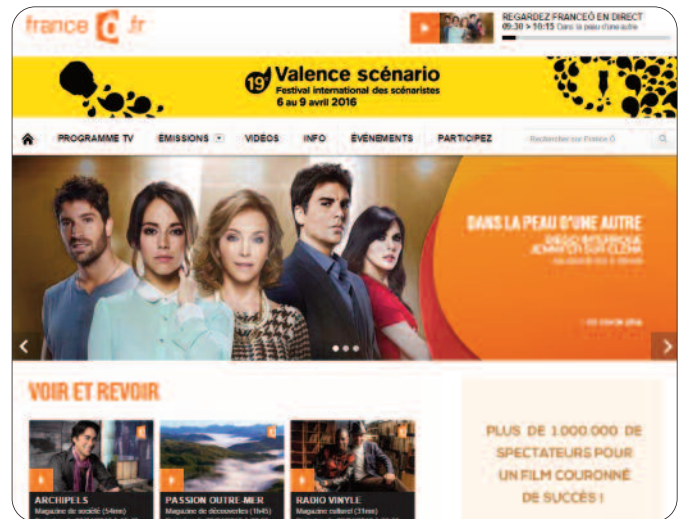 franceô.fr
REGARDEZ FRANCEÔ EN DIRECT
09:30 > 10:15 Dans la peau d'une autre
19e Valence scénario
Festival international des scénaristes
6 au 9 avril 2016
PROGRAMME TV ÉMISSIONS VIDÉOS INFO ÉVÉNEMENTS PARTICIPEZ Rechercher sur France Ô
DANS LA PEAU D'UNE AUTRE
VOIR ET REVOIR
ARCHIPELS
Magazine de société (54mn)
PASSION OUTRE-MER
Magazine de découvertes (1h45)
RADIO VINYLE
Magazine culturel (31mn)
PLUS DE 1000.000 DE
SPECTATEURS POUR
UN FILM COURONNÉ
DE SUCCÈS !